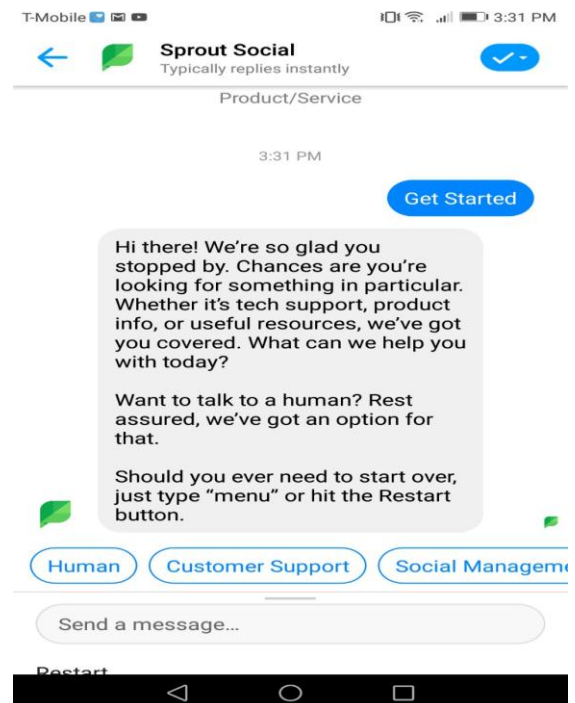 T-Mobile 3:31 PM
Sprout Social
Typically replies instantly
Product/Service
3:31 PM
Get Started
Hi there! We’re so glad you
stopped by. Chances are you’re
looking for something in particular.
Whether it’s tech support, product
info, or useful resources, we’ve got
you covered. What can we help you
with today?
Want to talk to a human? Rest
assured, we’ve got an option for
that.
Should you ever need to start over,
just type “menu” or hit the Restart
button.
Human Customer Support Social Manageme
Send a message...
Restart